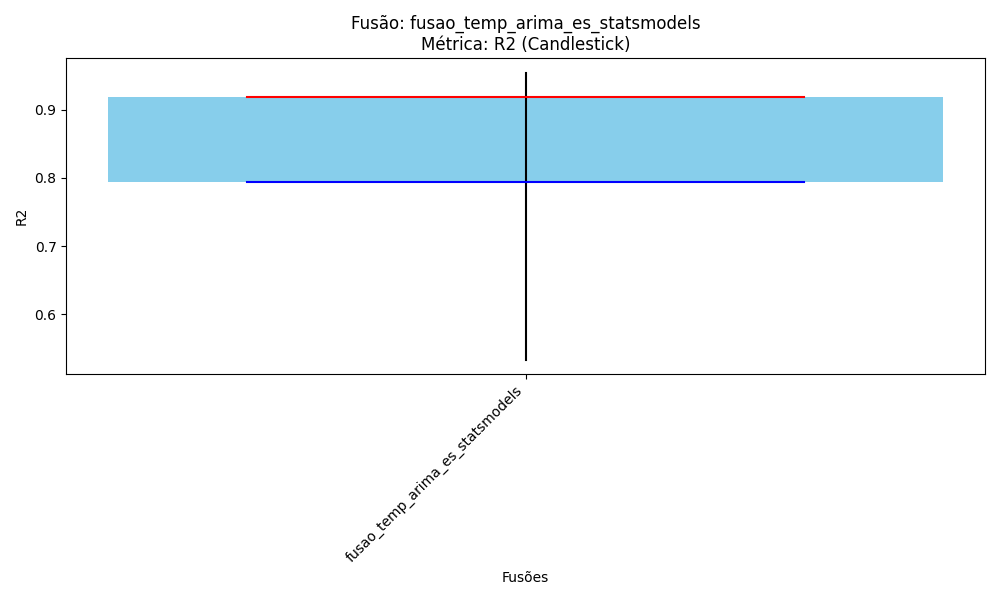 Fusão: fusao_temp_arima_es_statsmodels
Métrica: R2 (Candlestick)
0.9
0.8
0.7
0.6
R2
fusao_temp_arima_es_statsmodels
Fusões